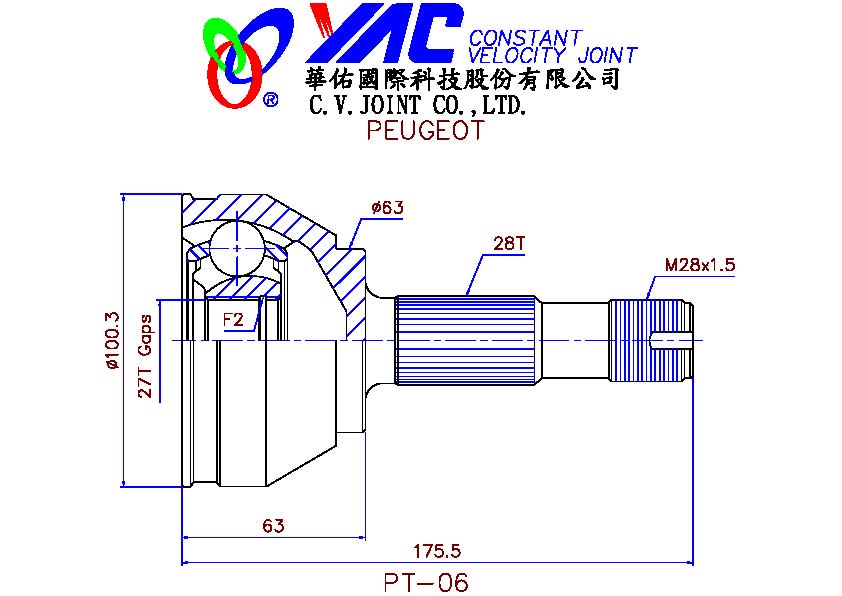 YAC CONSTANT
VELOCITY JOINT
®
華佑國際科技股份有限公司
C.V.JOINT CO.,LTD.
PEUGEOT
ø63
28T
M28x1.5
F2
ø100.3
27T Gaps
63
175.5
PT-06